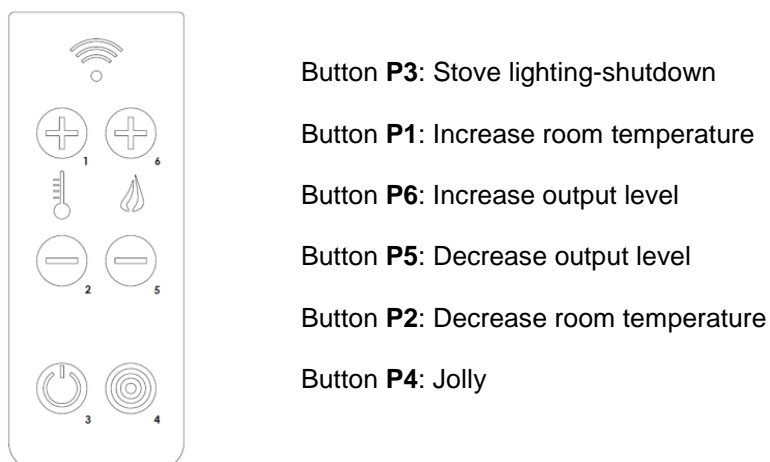 1 6
2 5
3 4
Button P3: Stove lighting-shutdown
Button P1: Increase room temperature
Button P6: Increase output level
Button P5: Decrease output level
Button P2: Decrease room temperature
Button P4: Jolly